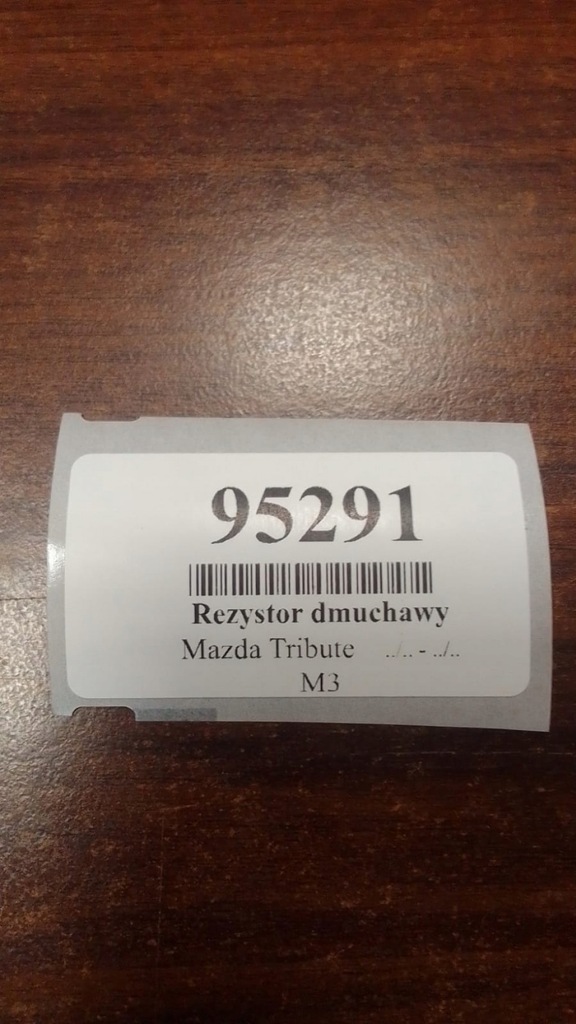 95291
Rezystor dmuchawy
Mazda Tribute ../.. - ../..
M3